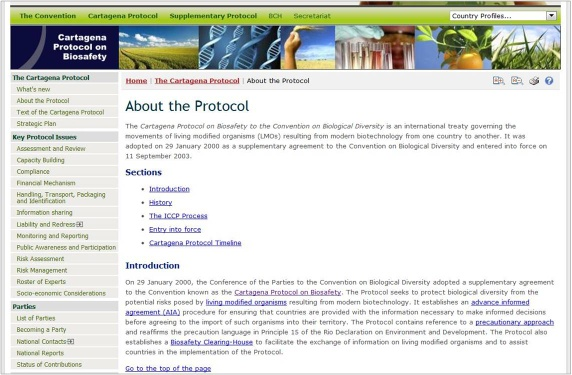 The Convention Cartagena Protocol Supplementary Protocol BCH Secretariat Country Profiles...
Cartagena
Protocol on
Biosafety
The Cartagena Protocol
What's new
About the Protocol
Text of the Cartagena Protocol
Strategic Plan
Key Protocol Issues
Assessment and Review
Capacity Building
Compliance
Financial Mechanism
Handling, Transport, Packaging
and Identification
Information sharing
Liability and Redress
Monitoring and Reporting
Public Awareness and Participation
Risk Assessment
Risk Management
Roster of Experts
Socio-economic Considerations
Parties
List of Parties
Becoming a Party
National Contacts
National Reports
Status of Contributions
Home | The Cartagena Protocol | About the Protocol
About the Protocol
The Cartagena Protocol on Biosafety to the Convention on Biological Diversity is an international treaty governing the
movements of living modified organisms (LMOs) resulting from modern biotechnology from one country to another. It was
adopted on 29 January 2000 as a supplementary agreement to the Convention on Biological Diversity and entered into force on
11 September 2003.
Sections
• Introduction
• History
• The ICCP Process
• Entry into force
• Cartagena Protocol Timeline
Introduction
On 29 January 2000, the Conference of the Parties to the Convention on Biological Diversity adopted a supplementary agreement
to the Convention known as the Cartagena Protocol on Biosafety. The Protocol seeks to protect biological diversity from the
potential risks posed by living modified organisms resulting from modern biotechnology. It establishes an advance informed
agreement (AIA) procedure for ensuring that countries are provided with the information necessary to make informed decisions
before agreeing to the import of such organisms into their territory. The Protocol contains reference to a precautionary approach
and reaffirms the precaution language in Principle 15 of the Rio Declaration on Environment and Development. The Protocol also
establishes a Biosafety Clearing-House to facilitate the exchange of information on living modified organisms and to assist
countries in the implementation of the Protocol.
Go to the top of the page